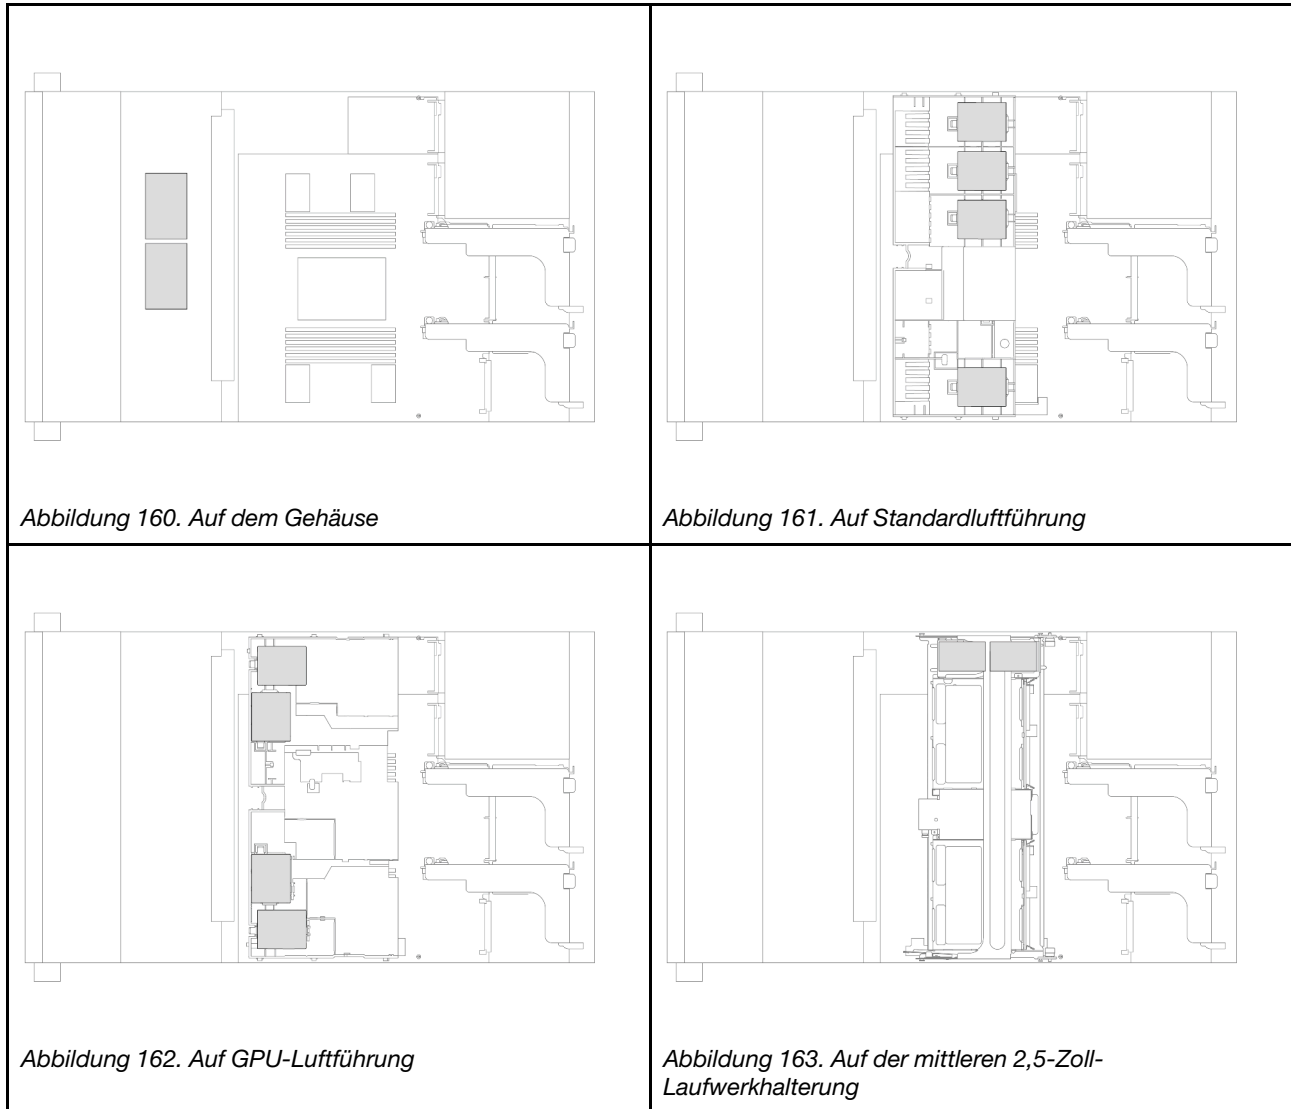 Abbildung 160. Auf dem Gehäuse
Abbildung 161. Auf Standardluftführung
Abbildung 162. Auf GPU-Luftführung
Abbildung 163. Auf der mittleren 2,5-Zoll-
Laufwerkhalterung